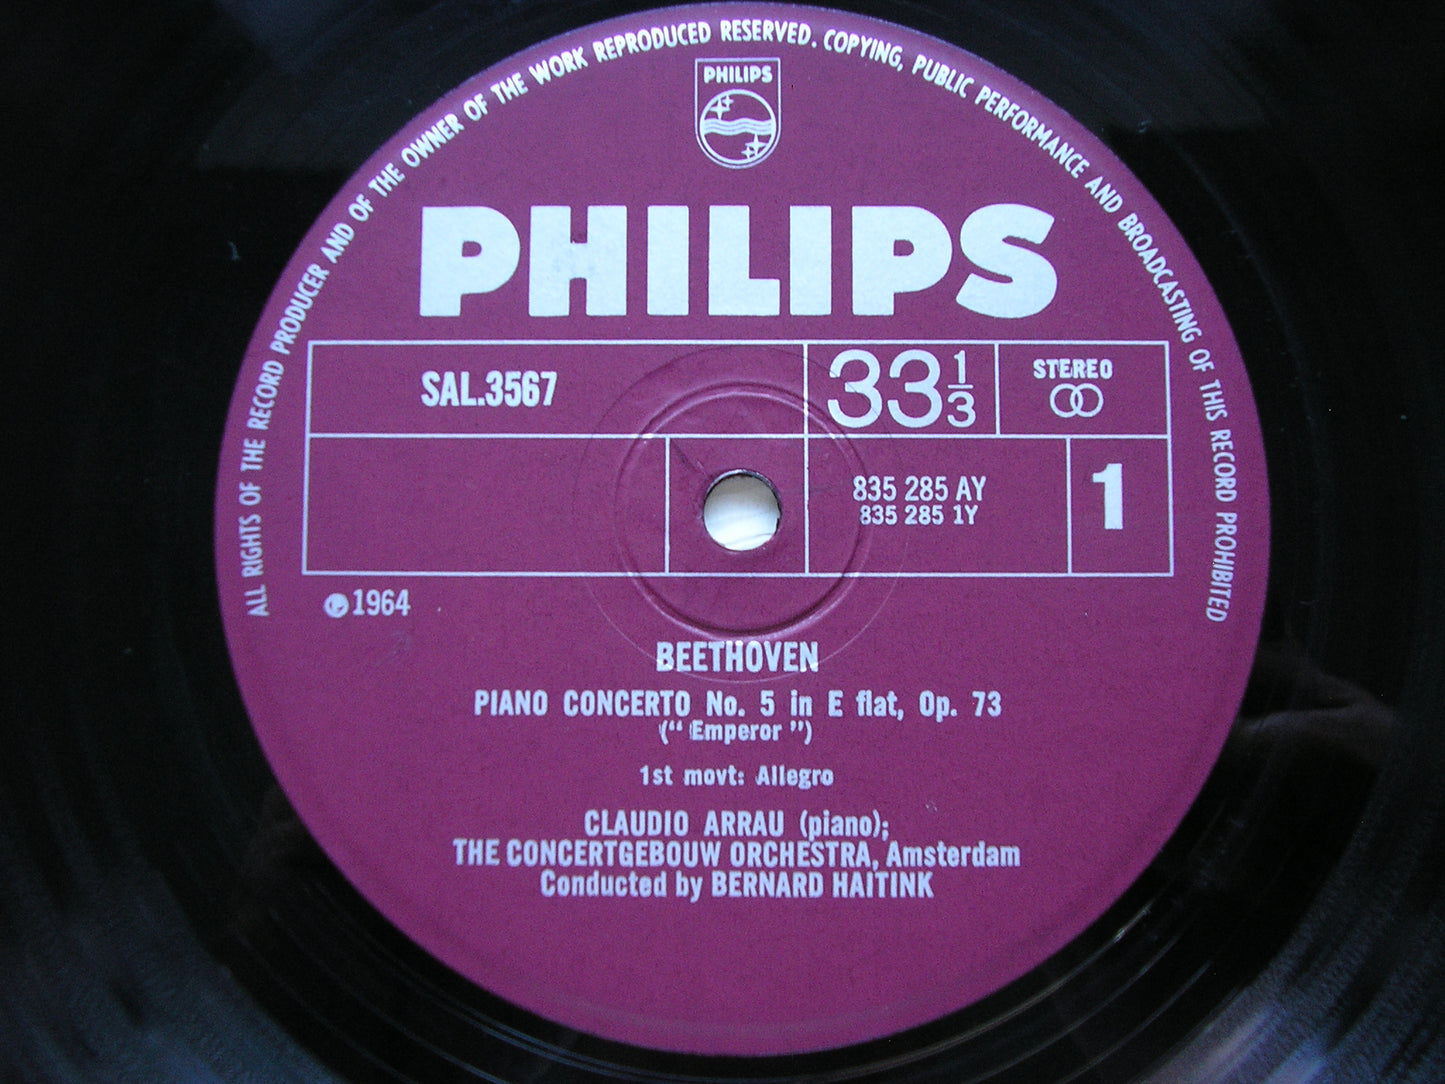 ALL RIGHTS OF THE RECORD PRODUCER AND OF THE OWNER OF THE WORK REPRODUCED RESERVED. COPYING, PUBLIC PERFORMANCE AND BROADCASTING OF THIS RECORD PROHIBITED
PHILIPS
PHILIPS
SAL.3567
33 1/3
STEREO
835 285 AY
835 285 1Y
1
℗ 1964
BEETHOVEN
PIANO CONCERTO No. 5 in E flat, Op. 73
(“ Emperor ”)
1st movt: Allegro
CLAUDIO ARRAU (piano);
THE CONCERTGEBOUW ORCHESTRA, Amsterdam
Conducted by BERNARD HAITINK